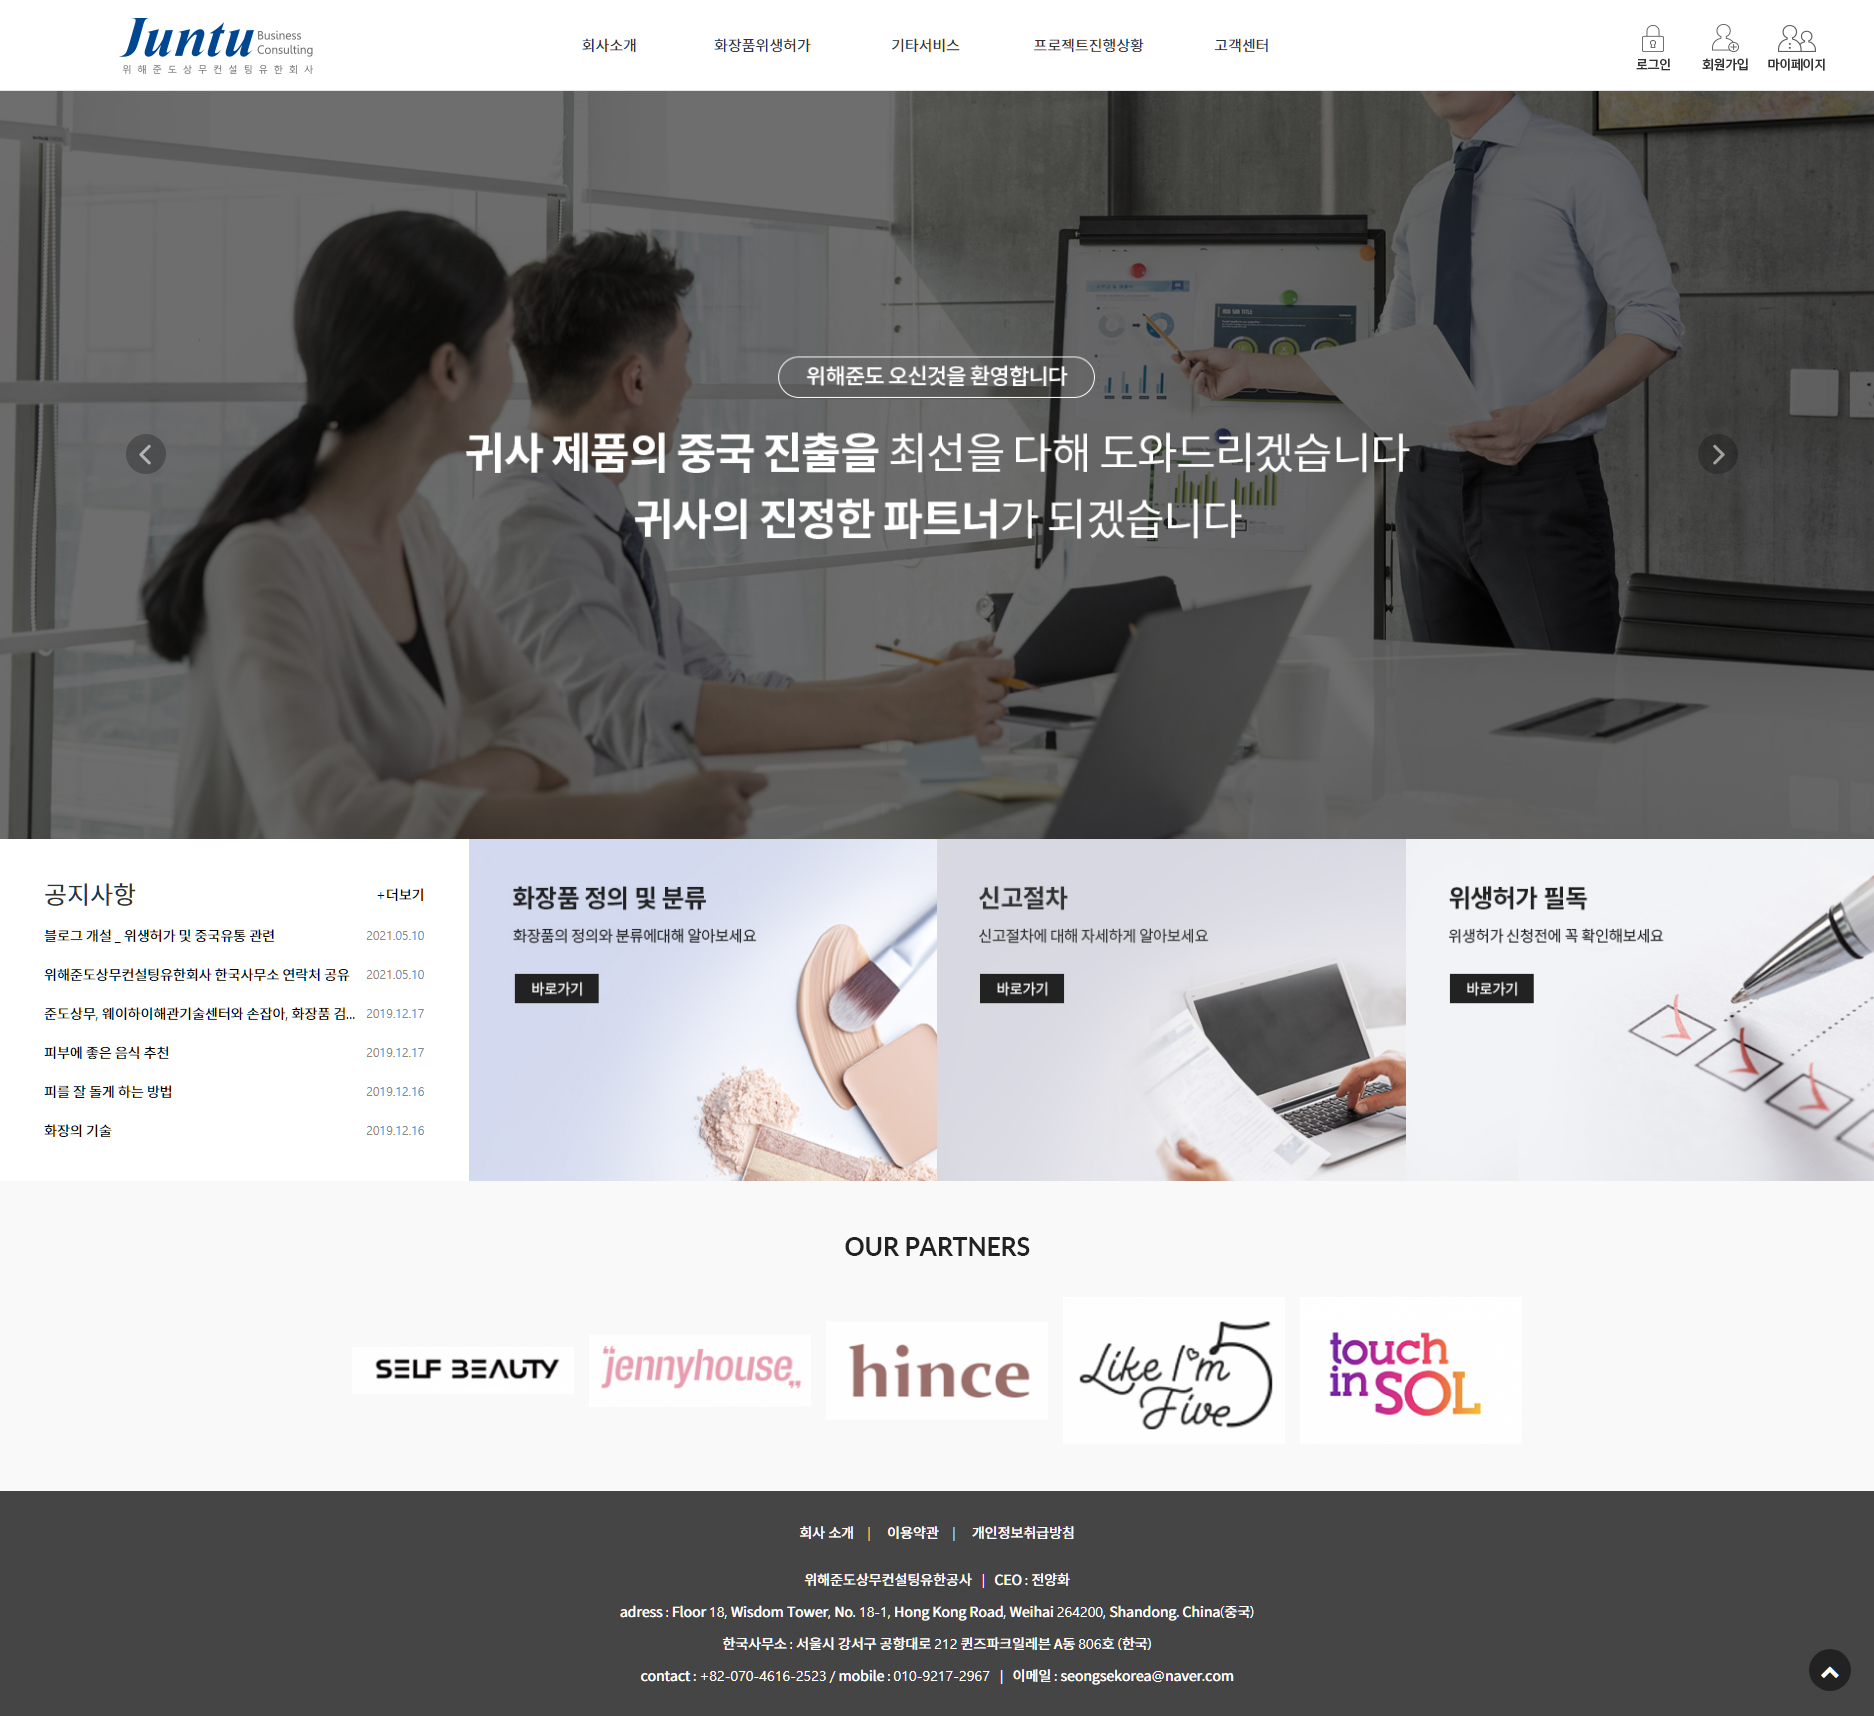 Juntu Business Consulting
위해준도상무컨설팅유한회사
회사소개
화장품위생허가
기타서비스
프로젝트진행상황
고객센터
로그인
회원가입
마이페이지
위해준도 오신것을 환영합니다
귀사 제품의 중국 진출을 최선을 다해 도와드리겠습니다
귀사의 진정한 파트너가 되겠습니다
공지사항
+더보기
블로그 개설 _ 위생허가 및 중국유통 관련 2021.05.10
위해준도상무컨설팅유한회사 한국사무소 연락처 공유 2021.05.10
준도상무, 웨이하이해관기술센터와 손잡아, 화장품 검... 2019.12.17
피부에 좋은 음식 추천 2019.12.17
피를 잘 돌게 하는 방법 2019.12.16
화장의 기술 2019.12.16
화장품 정의 및 분류
화장품의 정의와 분류에대해 알아보세요
바로가기
신고절차
신고절차에 대해 자세하게 알아보세요
바로가기
위생허가 필독
위생허가 신청전에 꼭 확인해보세요
바로가기
OUR PARTNERS
SELF BEAUTY
"jennyhouse"
hince
Like I'm Five 5
touch in SOL
회사 소개 | 이용약관 | 개인정보취급방침
위해준도상무컨설팅유한공사 | CEO : 전양화
adress : Floor 18, Wisdom Tower, No. 18-1, Hong Kong Road, Weihai 264200, Shandong. China(중국)
한국사무소 : 서울시 강서구 공항대로 212 퀸즈파크일레븐 A동 806호 (한국)
contact : +82-070-4616-2523 / mobile : 010-9217-2967 | 이메일 : seongsekorea@naver.com